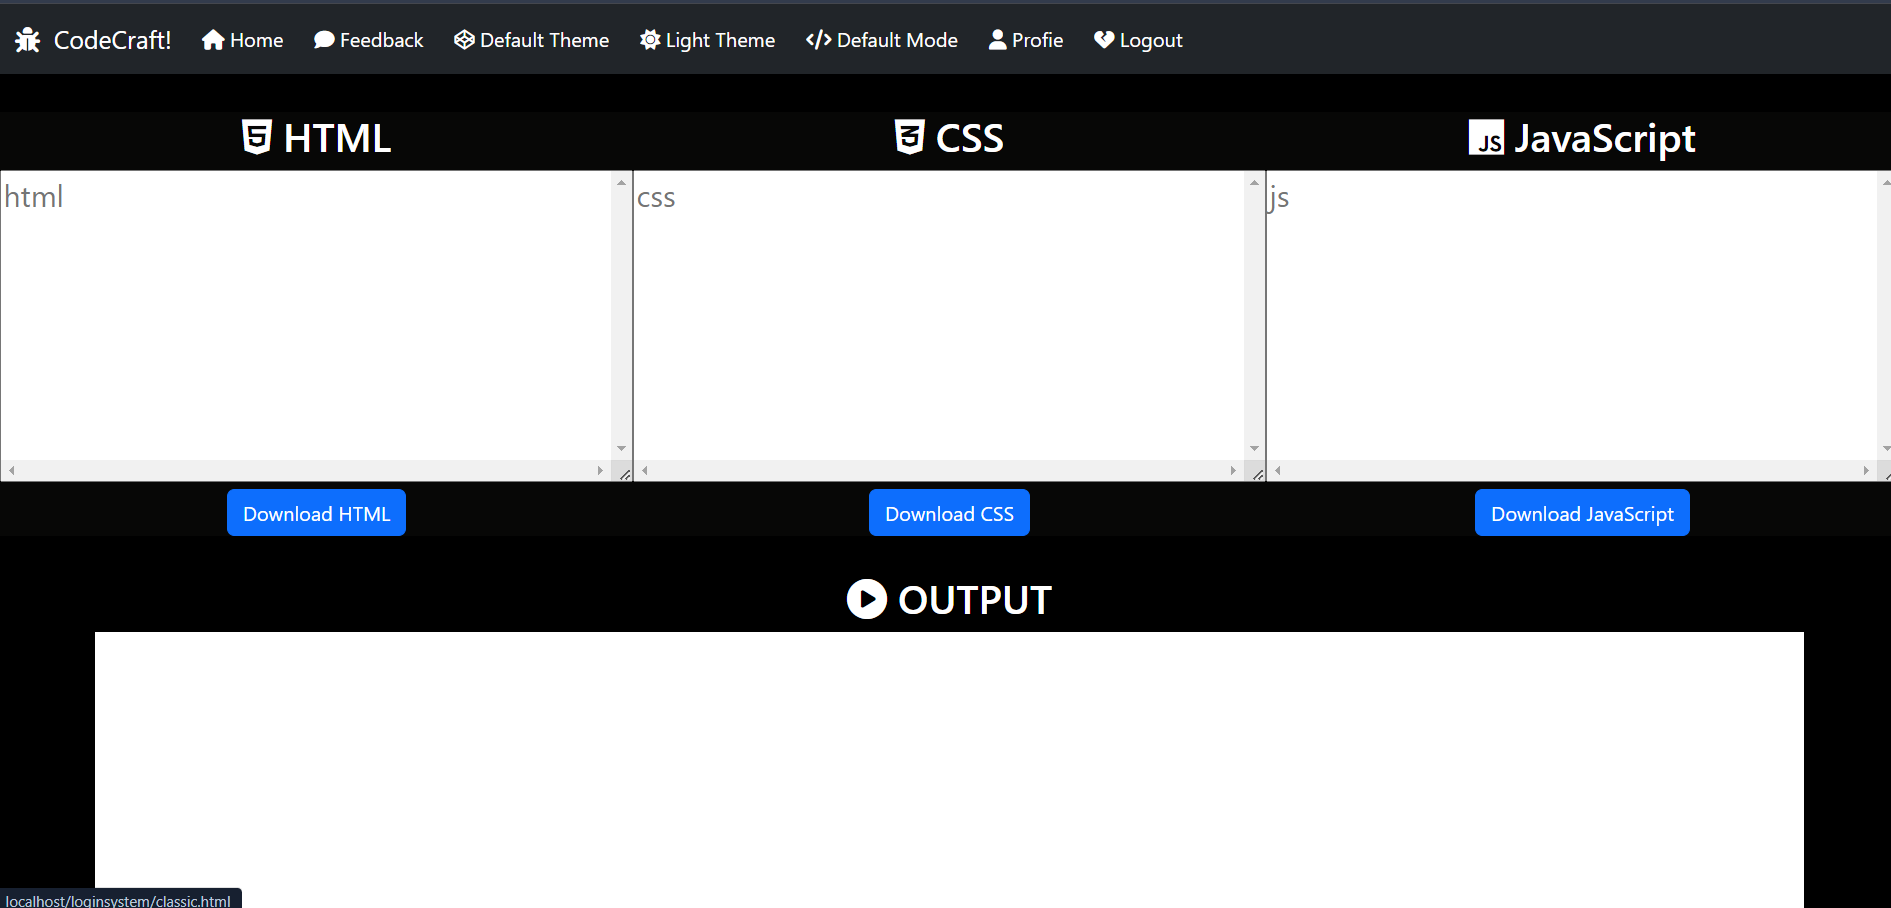 CodeCraft! Home Feedback Default Theme Light Theme Default Mode Profie Logout
HTML CSS JS JavaScript
html css js
Download HTML Download CSS Download JavaScript
OUTPUT
localhost/loginsystem/classic.html